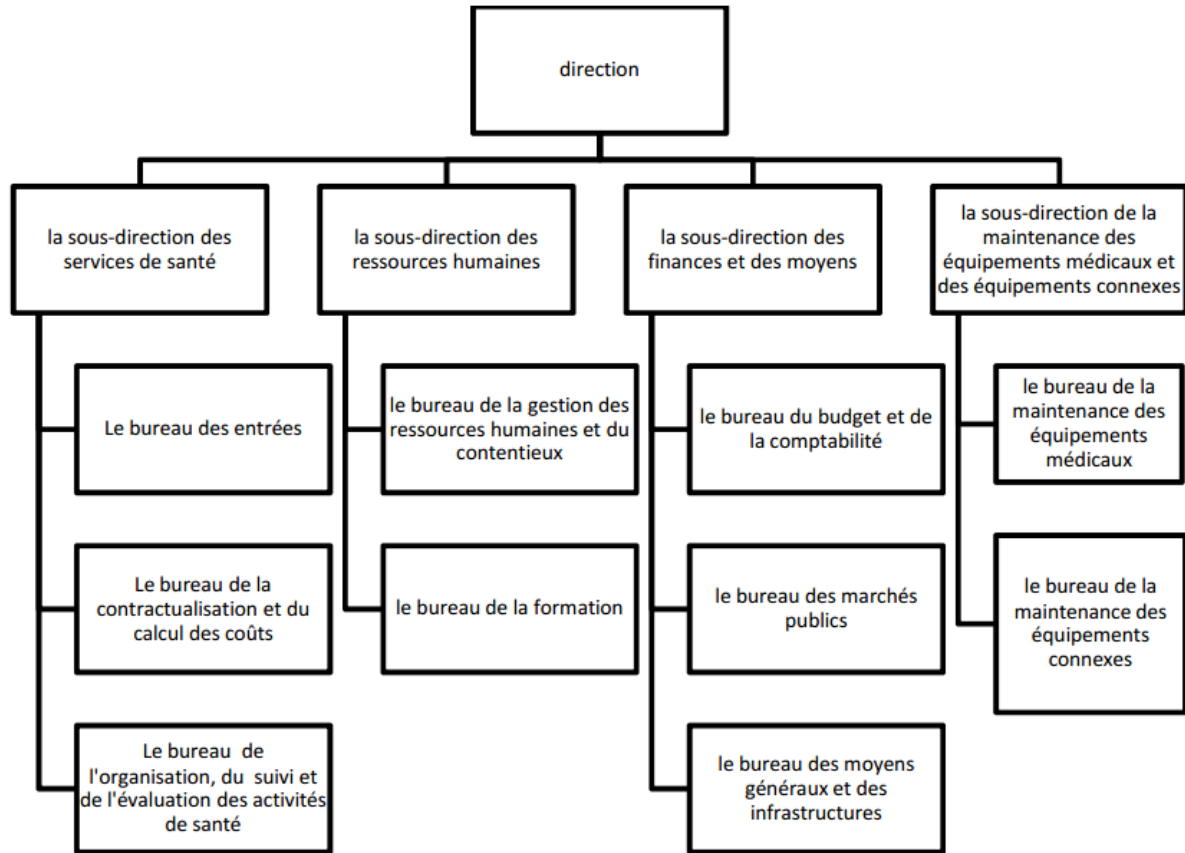 direction
la sous-direction des
services de santé
la sous-direction des
ressources humaines
la sous-direction des
finances et des moyens
la sous-direction de la
maintenance des
équipements médicaux et
des équipements connexes
Le bureau des entrées
le bureau de la gestion des
ressources humaines et du
contentieux
le bureau du budget et de
la comptabilité
le bureau de la
maintenance des
équipements
médicaux
Le bureau de la
contractualisation et du
calcul des coûts
le bureau de la formation
le bureau des marchés
publics
le bureau de la
maintenance des
équipements
connexes
Le bureau de
l'organisation, du suivi et
de l'évaluation des activités
de santé
le bureau des moyens
généraux et des
infrastructures